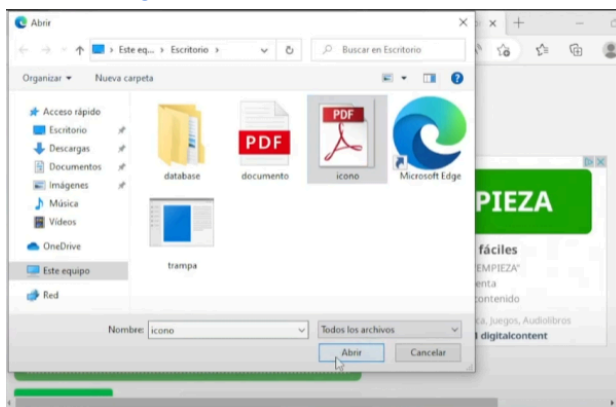 Abrir
Este eq... › Escritorio ›
Buscar en Escritorio
Organizar
Nueva carpeta
Acceso rápido
Escritorio
Descargas
Documentos
Imágenes
Música
Vídeos
OneDrive
Este equipo
Red
PDF
PDF
database
documento
icono
Microsoft Edge
trampa
PIEZA
fáciles
EMPIEZA"
enta
contenido
ca, Juegos, Audiolibros
digitalcontent
Nombre: icono
Todos los archivos
Abrir
Cancelar